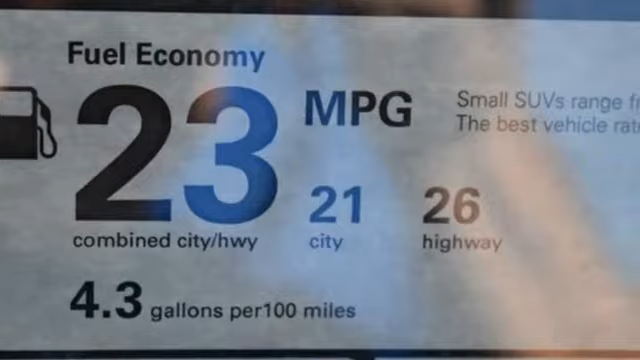 Fuel Economy
23 MPG
combined city/hwy
21
city
26
highway
4.3 gallons per100 miles
Small SUVs range
The best vehicle